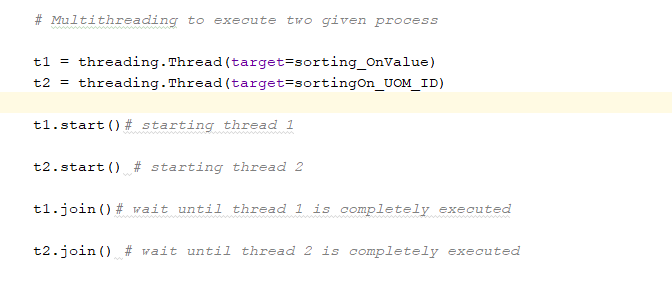 # Multithreading to execute two given process
t1 = threading.Thread(target=sorting_OnValue)
t2 = threading.Thread(target=sortingOn_UOM_ID)
t1.start()# starting thread 1
t2.start() # starting thread 2
t1.join()# wait until thread 1 is completely executed
t2.join() # wait until thread 2 is completely executed